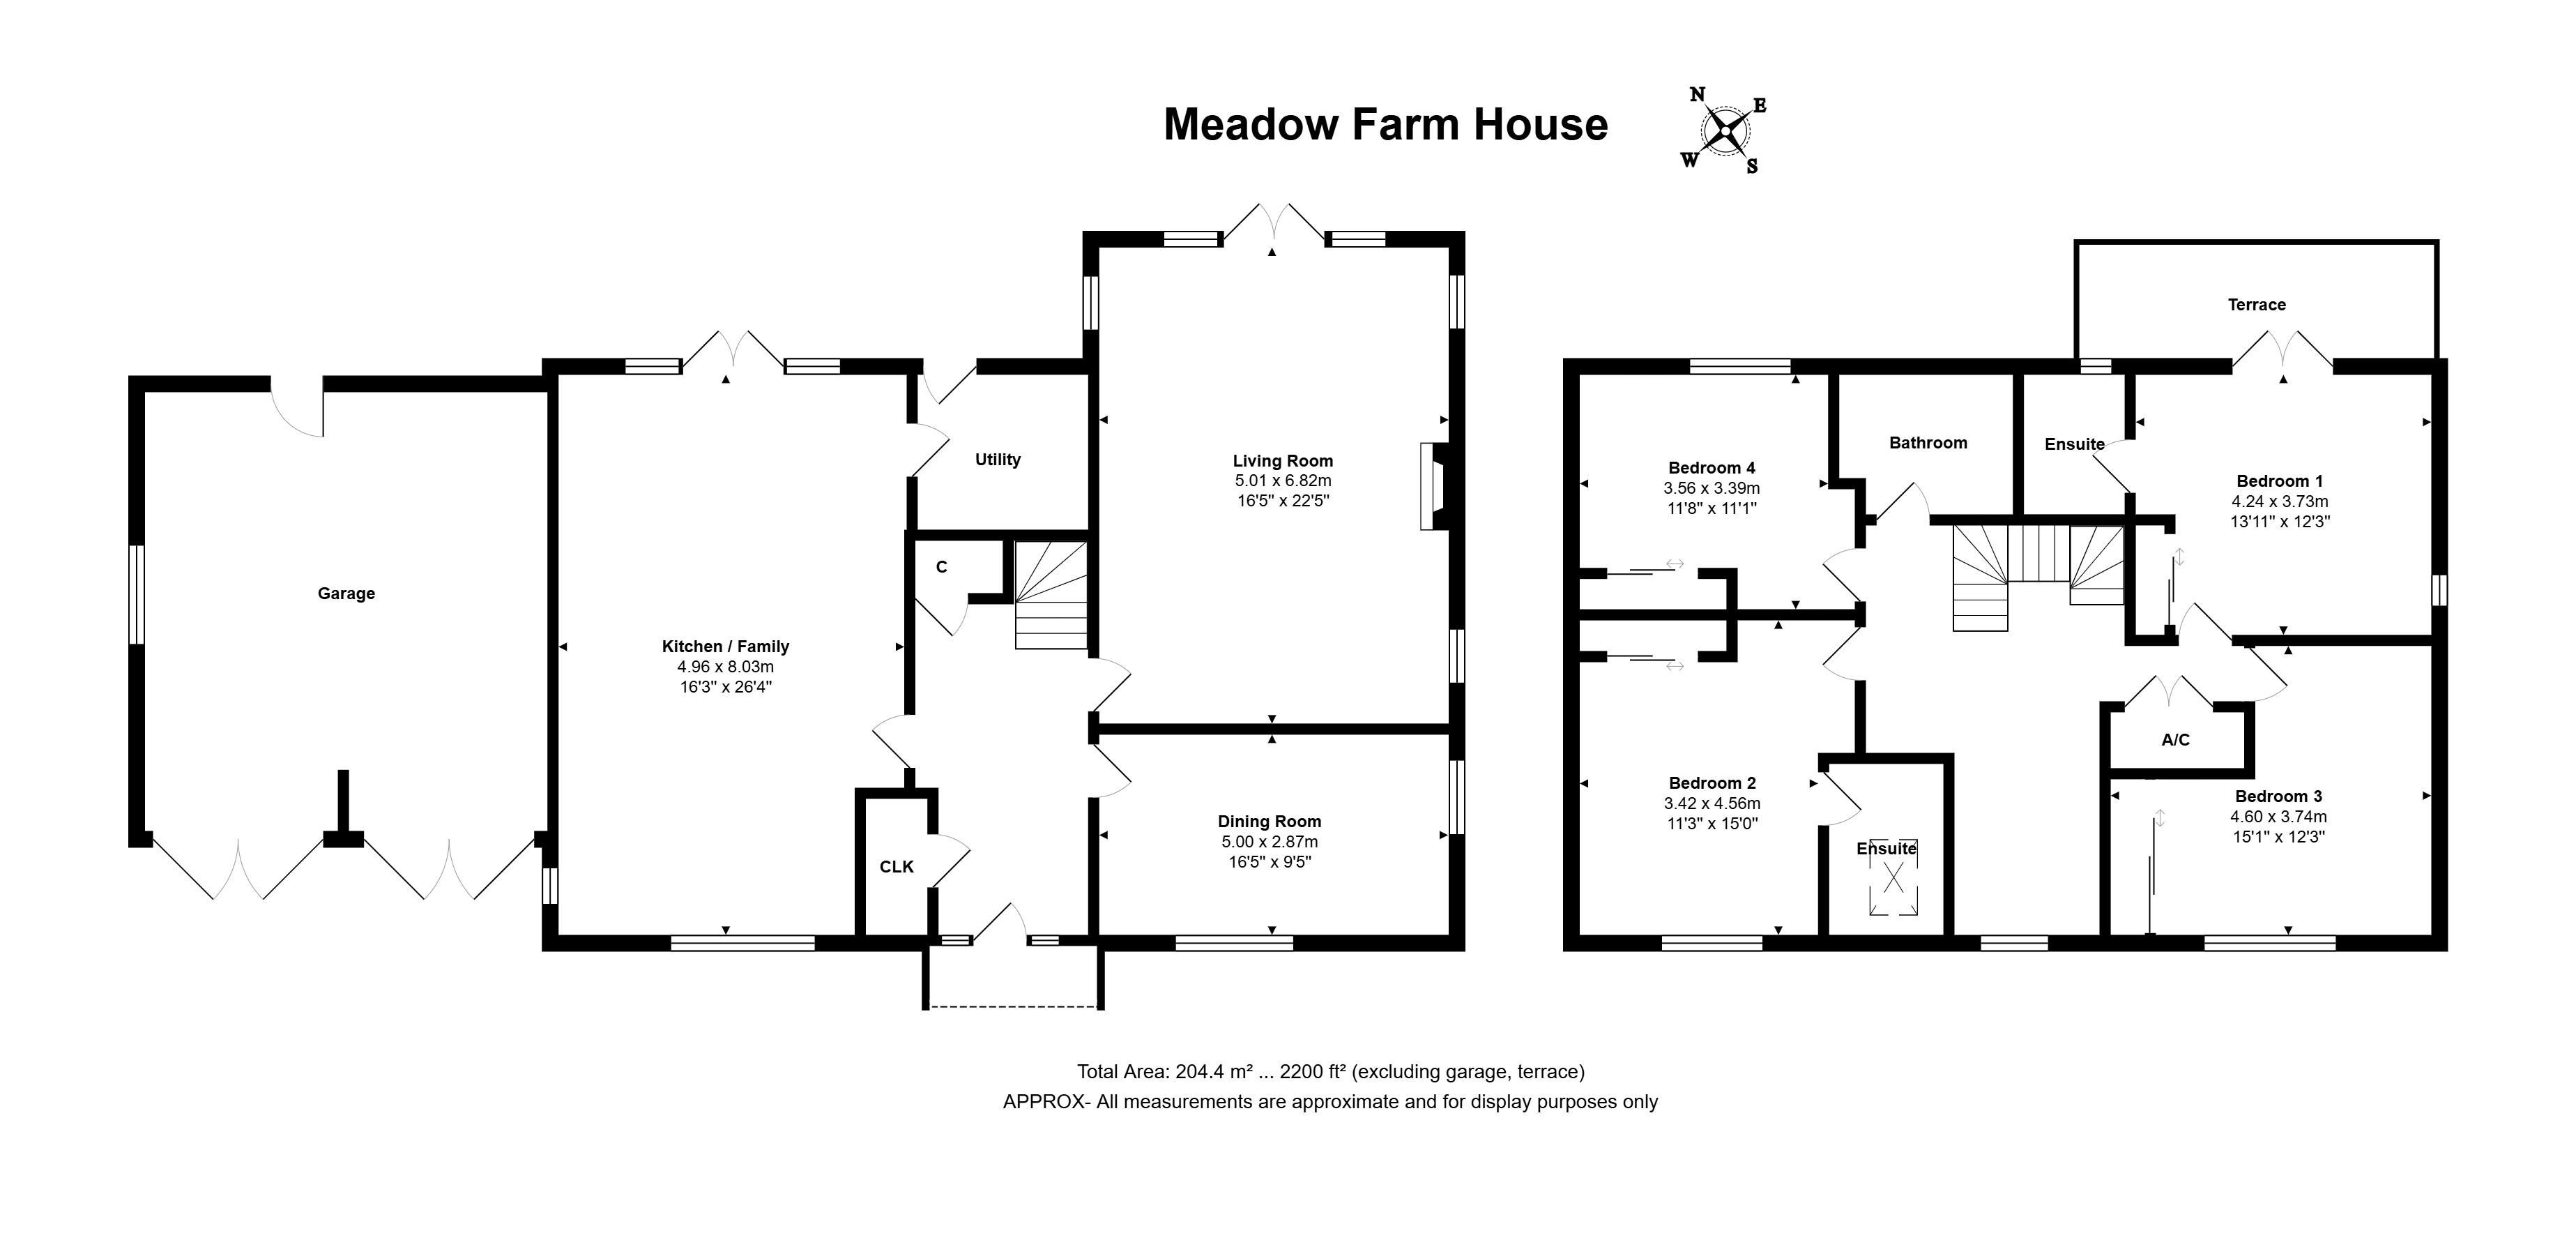 Meadow Farm House
N
E
W
S
Terrace
Garage
Kitchen / Family
4.96 x 8.03m
16'3" x 26'4"
Utility
C
CLK
Living Room
5.01 x 6.82m
16'5" x 22'5"
Dining Room
5.00 x 2.87m
16'5" x 9'5"
Bedroom 4
3.56 x 3.39m
11'8" x 11'1"
Bathroom
Ensuite
Bedroom 1
4.24 x 3.73m
13'11" x 12'3"
Bedroom 2
3.42 x 4.56m
11'3" x 15'0"
Ensuite
A/C
Bedroom 3
4.60 x 3.74m
15'1" x 12'3"
Total Area: 204.4 m² ... 2200 ft² (excluding garage, terrace)
APPROX- All measurements are approximate and for display purposes only